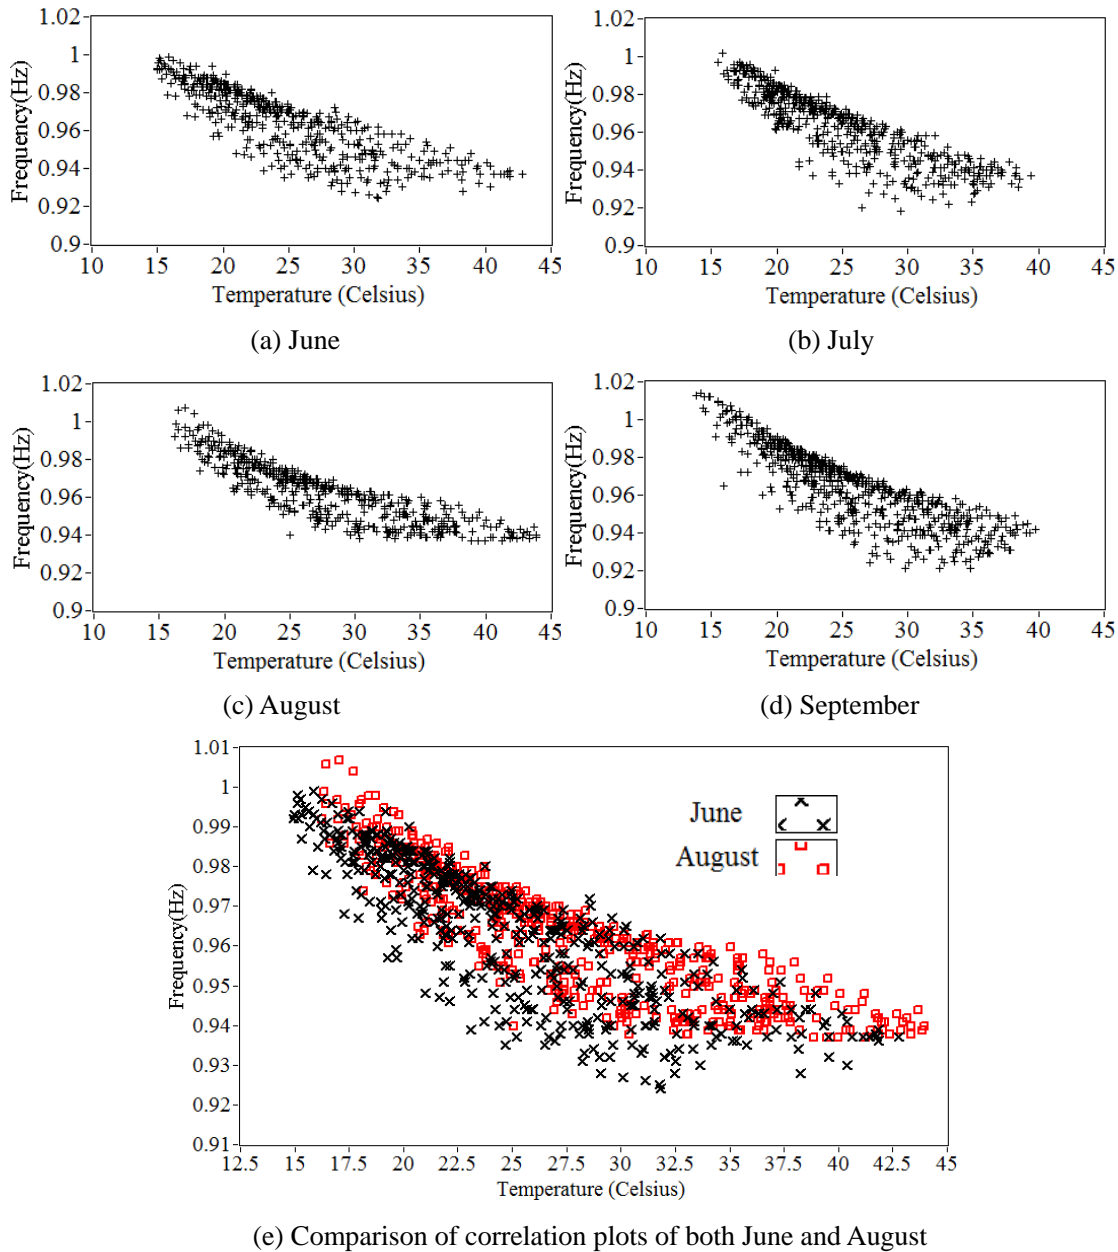 1.02
1
0.98
0.96
0.94
0.92
0.9
Frequency(Hz)
10 15 20 25 30 35 40 45
Temperature (Celsius)
(a) June
1.02
1
0.98
0.96
0.94
0.92
0.9
Frequency(Hz)
10 15 20 25 30 35 40 45
Temperature (Celsius)
(b) July
1.02
1
0.98
0.96
0.94
0.92
0.9
Frequency(Hz)
10 15 20 25 30 35 40 45
Temperature (Celsius)
(c) August
1.02
1
0.98
0.96
0.94
0.92
0.9
Frequency(Hz)
10 15 20 25 30 35 40 45
Temperature (Celsius)
(d) September
1.01
1
0.99
0.98
0.97
0.96
0.95
0.94
0.93
0.92
0.91
Frequency(Hz)
June
August
12.5 15 17.5 20 22.5 25 27.5 30 32.5 35 37.5 40 42.5 45
Temperature (Celsius)
(e) Comparison of correlation plots of both June and August